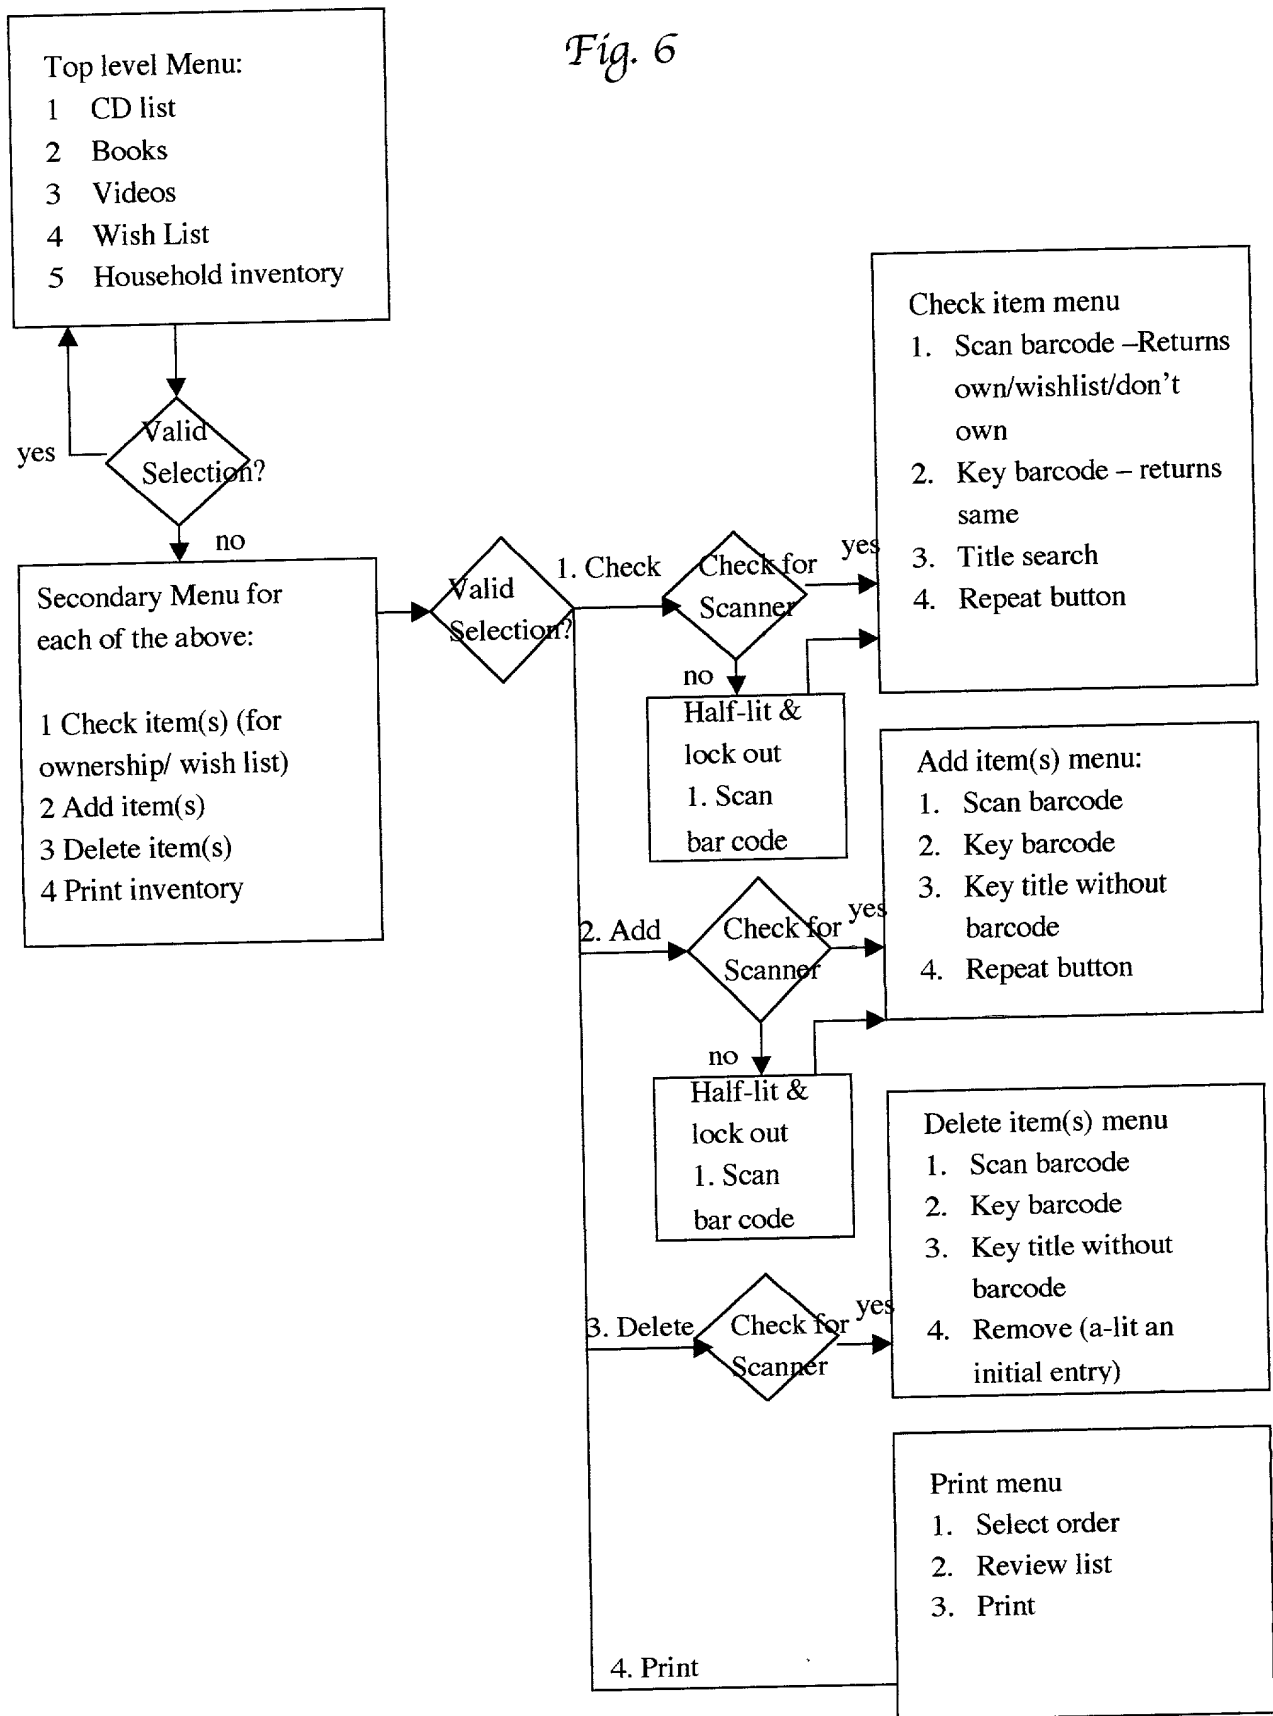 Fig. 6
Top level Menu:
1 CD list
2 Books
3 Videos
4 Wish List
5 Household inventory
yes
Valid
Selection?
no
Secondary Menu for
each of the above:
1 Check item(s) (for
ownership/ wish list)
2 Add item(s)
3 Delete item(s)
4 Print inventory
Valid
Selection?
1. Check
Check for
Scanner
yes
no
Half-lit &
lock out
1. Scan
bar code
Check item menu
1. Scan barcode –Returns
own/wishlist/don't
own
2. Key barcode – returns
same
3. Title search
4. Repeat button
2. Add
Check for
Scanner
yes
no
Half-lit &
lock out
1. Scan
bar code
Add item(s) menu:
1. Scan barcode
2. Key barcode
3. Key title without
barcode
4. Repeat button
3. Delete
Check for
Scanner
yes
Delete item(s) menu
1. Scan barcode
2. Key barcode
3. Key title without
barcode
4. Remove (a-lit an
initial entry)
4. Print
Print menu
1. Select order
2. Review list
3. Print